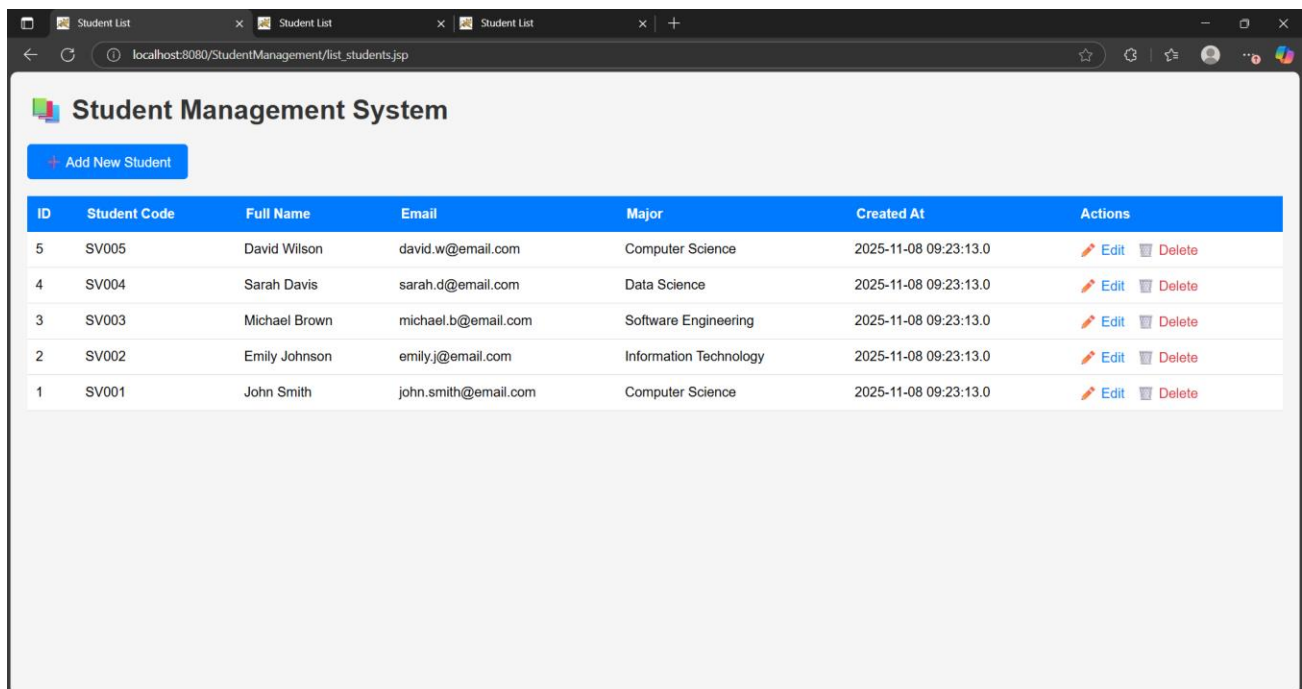 Student List Student List Student List
localhost:8080/StudentManagement/list_students.jsp
Student Management System
Add New Student
ID Student Code Full Name Email Major Created At Actions
5 SV005 David Wilson david.w@email.com Computer Science 2025-11-08 09:23:13.0 Edit Delete
4 SV004 Sarah Davis sarah.d@email.com Data Science 2025-11-08 09:23:13.0 Edit Delete
3 SV003 Michael Brown michael.b@email.com Software Engineering 2025-11-08 09:23:13.0 Edit Delete
2 SV002 Emily Johnson emily.j@email.com Information Technology 2025-11-08 09:23:13.0 Edit Delete
1 SV001 John Smith john.smith@email.com Computer Science 2025-11-08 09:23:13.0 Edit Delete